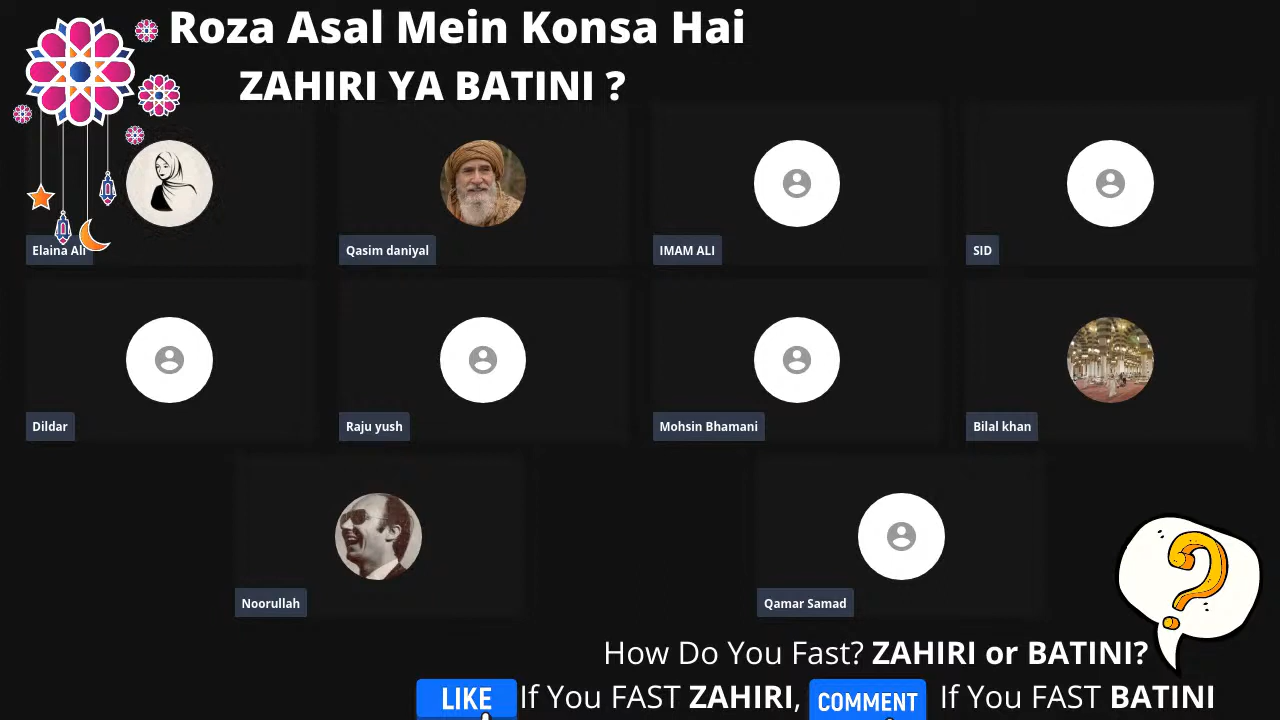 Roza Asal Mein Konsa Hai
ZAHIRI YA BATINI ?
Elaina Ali
Qasim daniyal
IMAM ALI
SID
Dildar
Raju yush
Mohsin Bhamani
Bilal khan
Noorullah
Qamar Samad
How Do You Fast? ZAHIRI or BATINI?
LIKE If You FAST ZAHIRI, COMMENT If You FAST BATINI